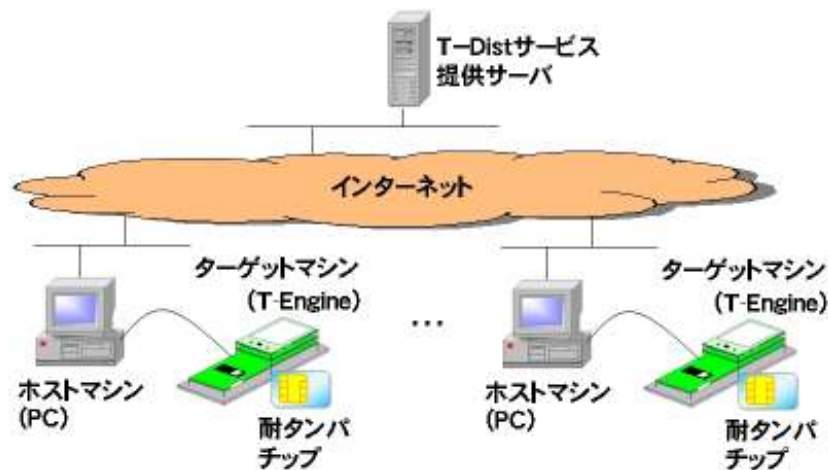 T-Distサービス
提供サーバ
インターネット
ターゲットマシン
(T-Engine)
ホストマシン
(PC)
耐タンパ
チップ
…
ターゲットマシン
(T-Engine)
ホストマシン
(PC)
耐タンパ
チップ